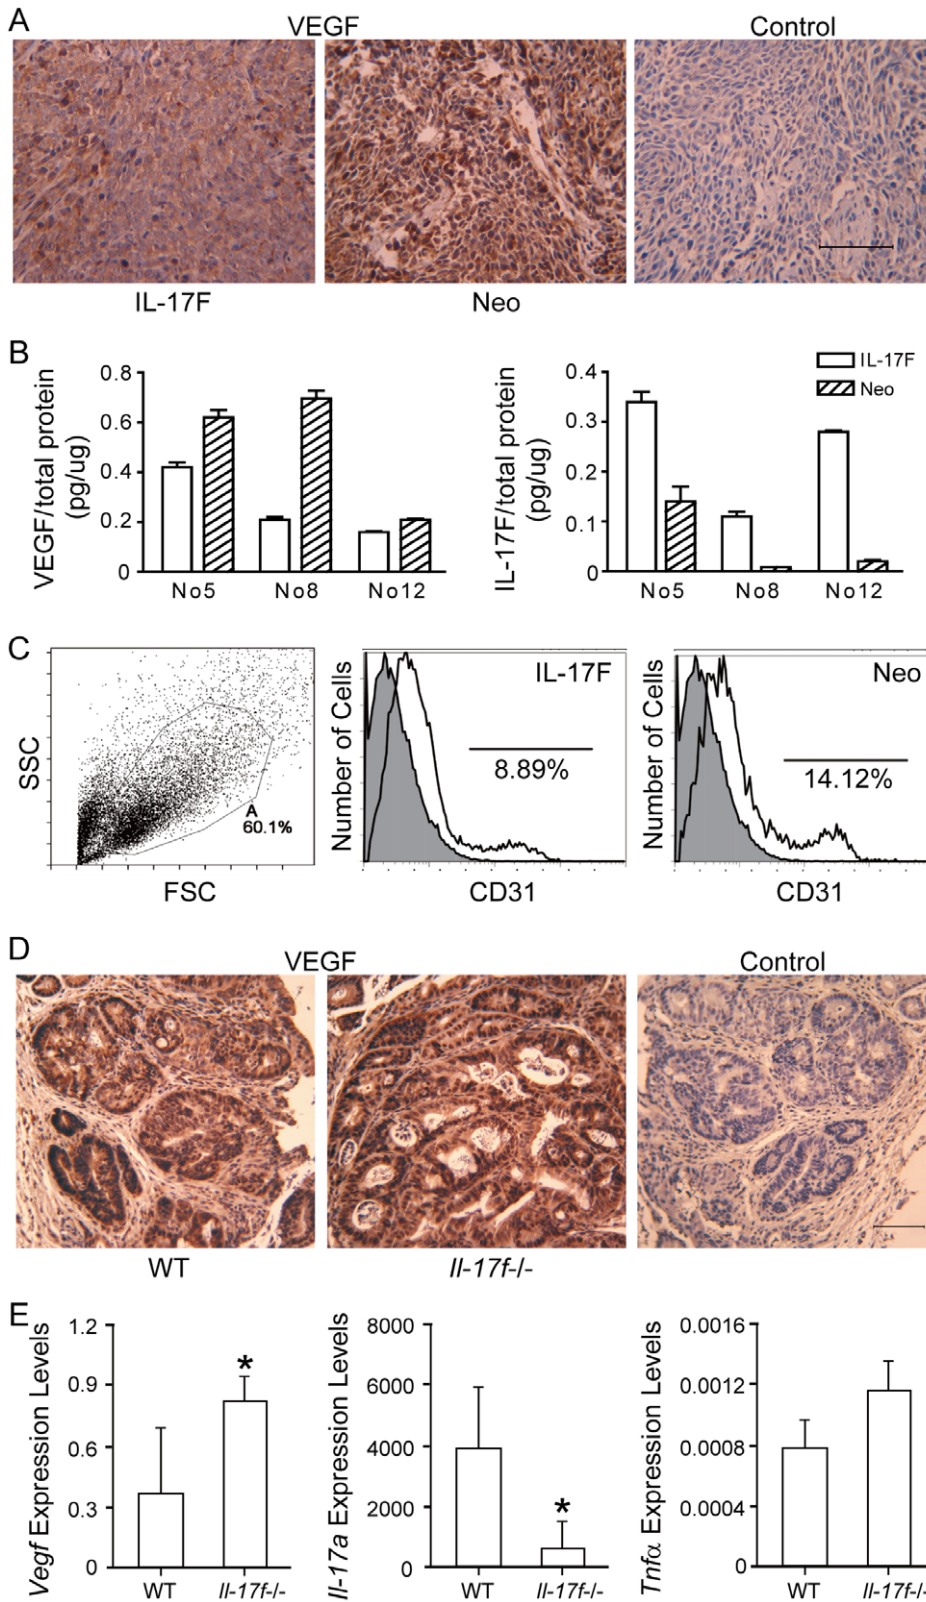 A
VEGF
Control
IL-17F
Neo
B
VEGF/total protein
(pg/ug)
0.8
0.6
0.4
0.2
0
No5
No8
No12
IL-17F/total protein
(pg/ug)
0.4
0.3
0.2
0.1
0
No5
No8
No12
IL-17F
Neo
C
SSC
FSC
A
60.1%
Number of Cells
IL-17F
8.89%
CD31
Number of Cells
Neo
14.12%
CD31
D
VEGF
Control
WT
Il-17f-/-
E
Vegf Expression Levels
1.2
0.9
0.6
0.3
0
*
WT
Il-17f-/-
Il-17a Expression Levels
8000
6000
4000
2000
0
*
WT
Il-17f-/-
Tnfα Expression Levels
0.0016
0.0012
0.0008
0.0004
0
WT
Il-17f-/-